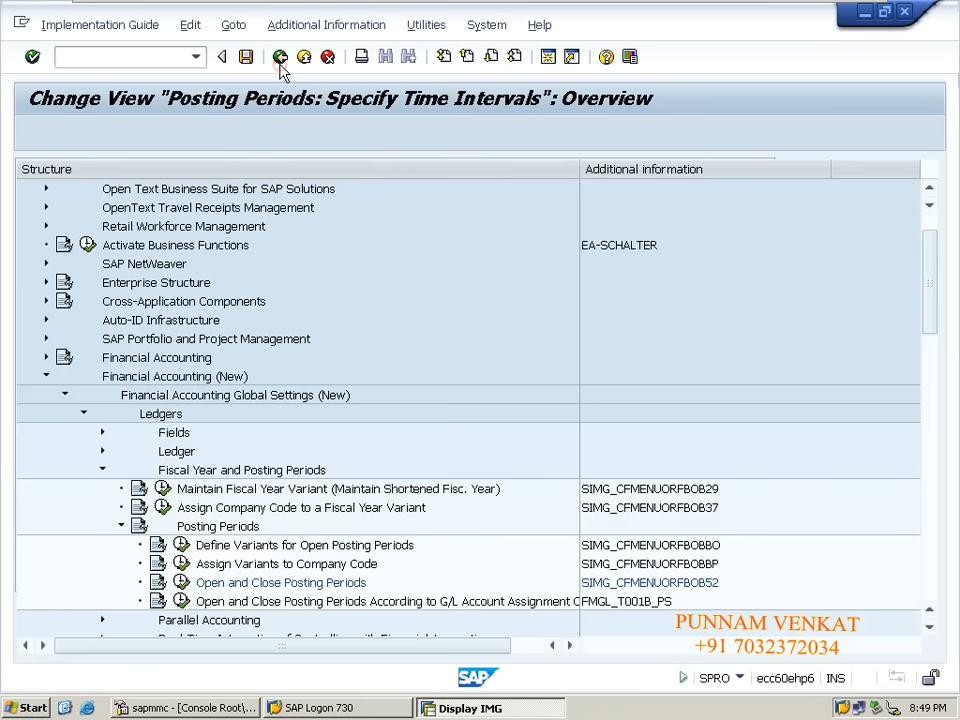 Implementation Guide Edit Goto Additional Information Utilities System Help
Change View "Posting Periods: Specify Time Intervals": Overview
Structure Additional information
Open Text Business Suite for SAP Solutions
OpenText Travel Receipts Management
Retail Workforce Management
Activate Business Functions EA-SCHALTER
SAP NetWeaver
Enterprise Structure
Cross-Application Components
Auto-ID Infrastructure
SAP Portfolio and Project Management
Financial Accounting
Financial Accounting (New)
Financial Accounting Global Settings (New)
Ledgers
Fields
Ledger
Fiscal Year and Posting Periods
Maintain Fiscal Year Variant (Maintain Shortened Fisc. Year) SIMG_CFMENUORFBOB29
Assign Company Code to a Fiscal Year Variant SIMG_CFMENUORFBOB37
Posting Periods
Define Variants for Open Posting Periods SIMG_CFMENUORFBOBBO
Assign Variants to Company Code SIMG_CFMENUORFBOBBP
Open and Close Posting Periods SIMG_CFMENUORFBOB52
Open and Close Posting Periods According to G/L Account Assignment C FMGL_T001B_PS
Parallel Accounting
PUNNAM VENKAT
+91 7032372034
SAP SPRO ecc60ehp6 INS
Start sapmmc - [Console Root\... SAP Logon 730 Display IMG 8:49 PM